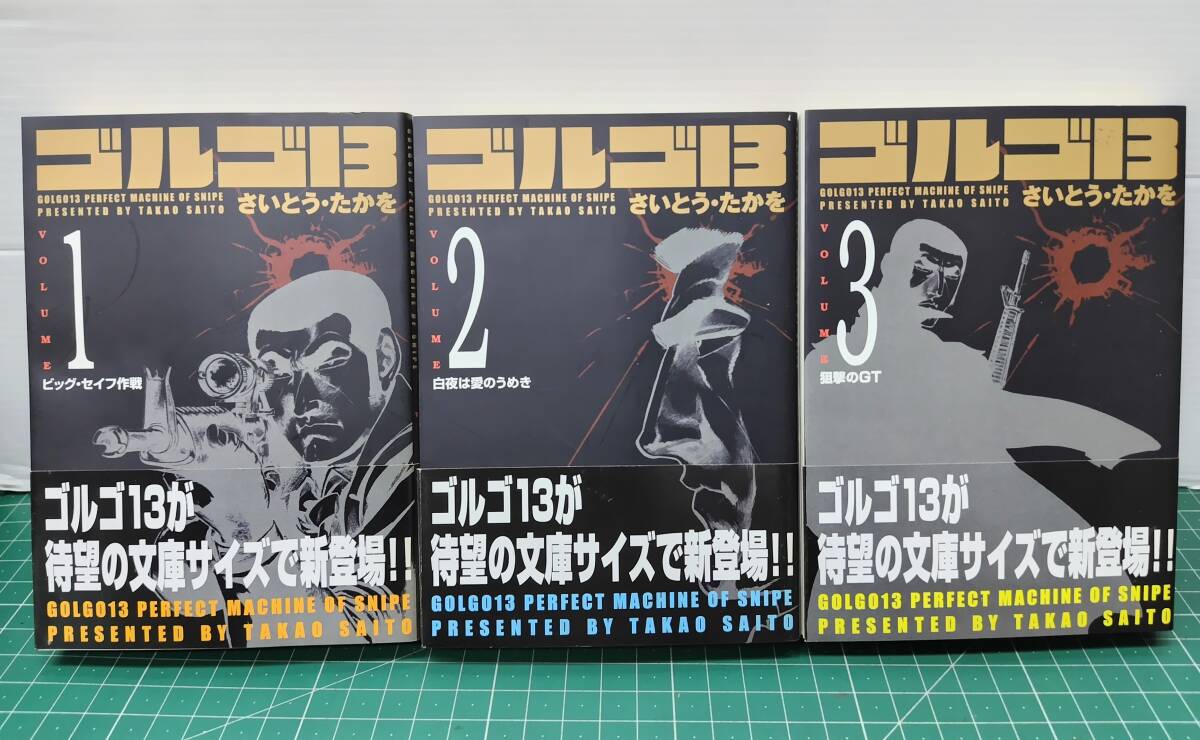 ゴルゴ13
GOLGO13 PERFECT MACHINE OF SNIPE
PRESENTED BY TAKAO SAITO
さいとう・たかを
VOLUME
1
ビッグ・セイフ作戦
ゴルゴ13が
待望の文庫サイズで新登場!!
GOLGO13 PERFECT MACHINE OF SNIPE
PRESENTED BY TAKAO SAITO
GOLGO13 PERFECT MACHINE OF SNIPE
ゴルゴ13
GOLGO13 PERFECT MACHINE OF SNIPE
PRESENTED BY TAKAO SAITO
さいとう・たかを
VOLUME
2
白夜は愛のうめき
ゴルゴ13が
待望の文庫サイズで新登場!!
GOLGO13 PERFECT MACHINE OF SNIPE
PRESENTED BY TAKAO SAITO
ゴルゴ13
GOLGO13 PERFECT MACHINE OF SNIPE
PRESENTED BY TAKAO SAITO
さいとう・たかを
VOLUME
3
狙撃のGT
ゴルゴ13が
待望の文庫サイズで新登場!!
GOLGO13 PERFECT MACHINE OF SNIPE
PRESENTED BY TAKAO SAITO